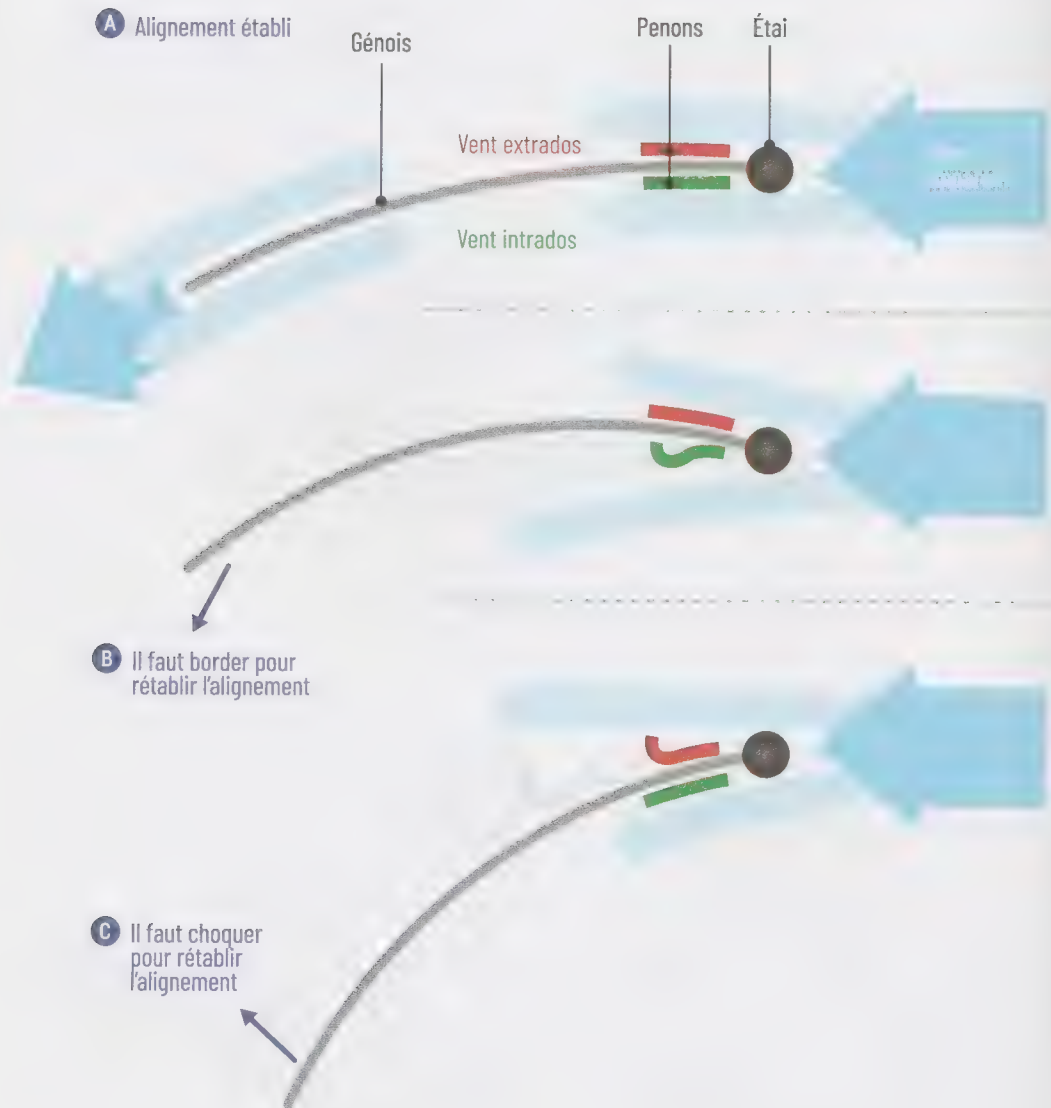 A Alignement établi
Génois
Penons
Étai
Vent extrados
Vent intrados
B Il faut border pour
rétablir l'alignement
C Il faut choquer
pour rétablir
l'alignement